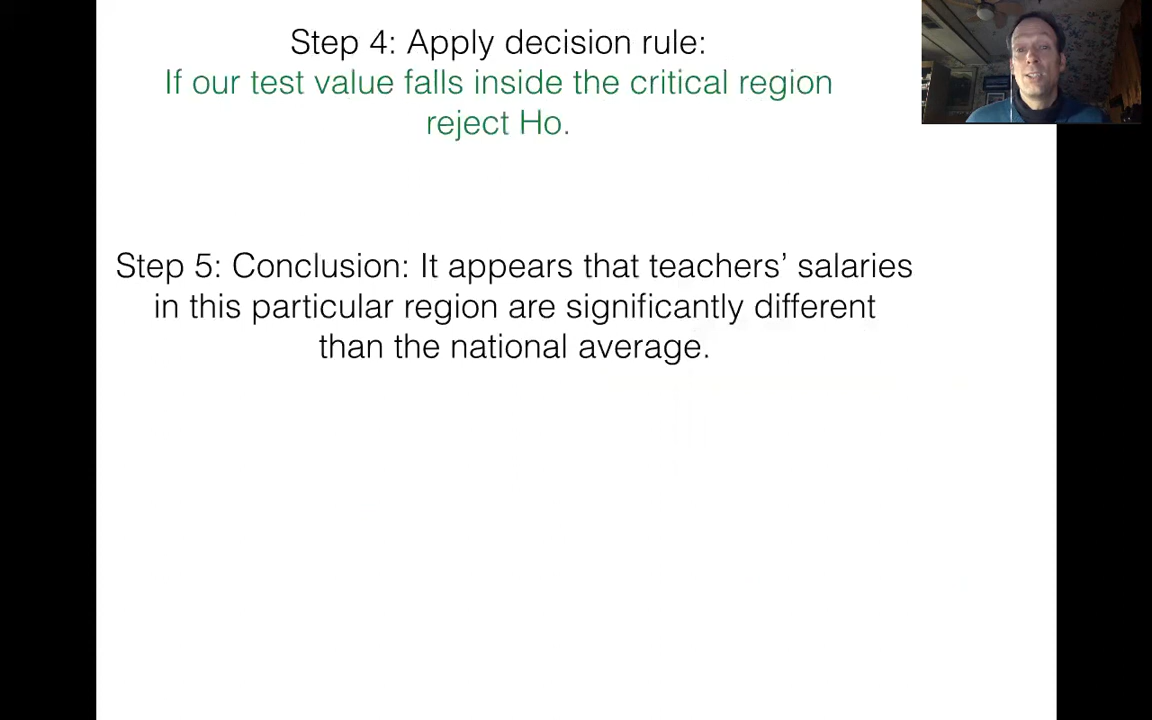 Step 4: Apply decision rule:
If our test value falls inside the critical region
reject Ho.
Step 5: Conclusion: It appears that teachers’ salaries
in this particular region are significantly different
than the national average.